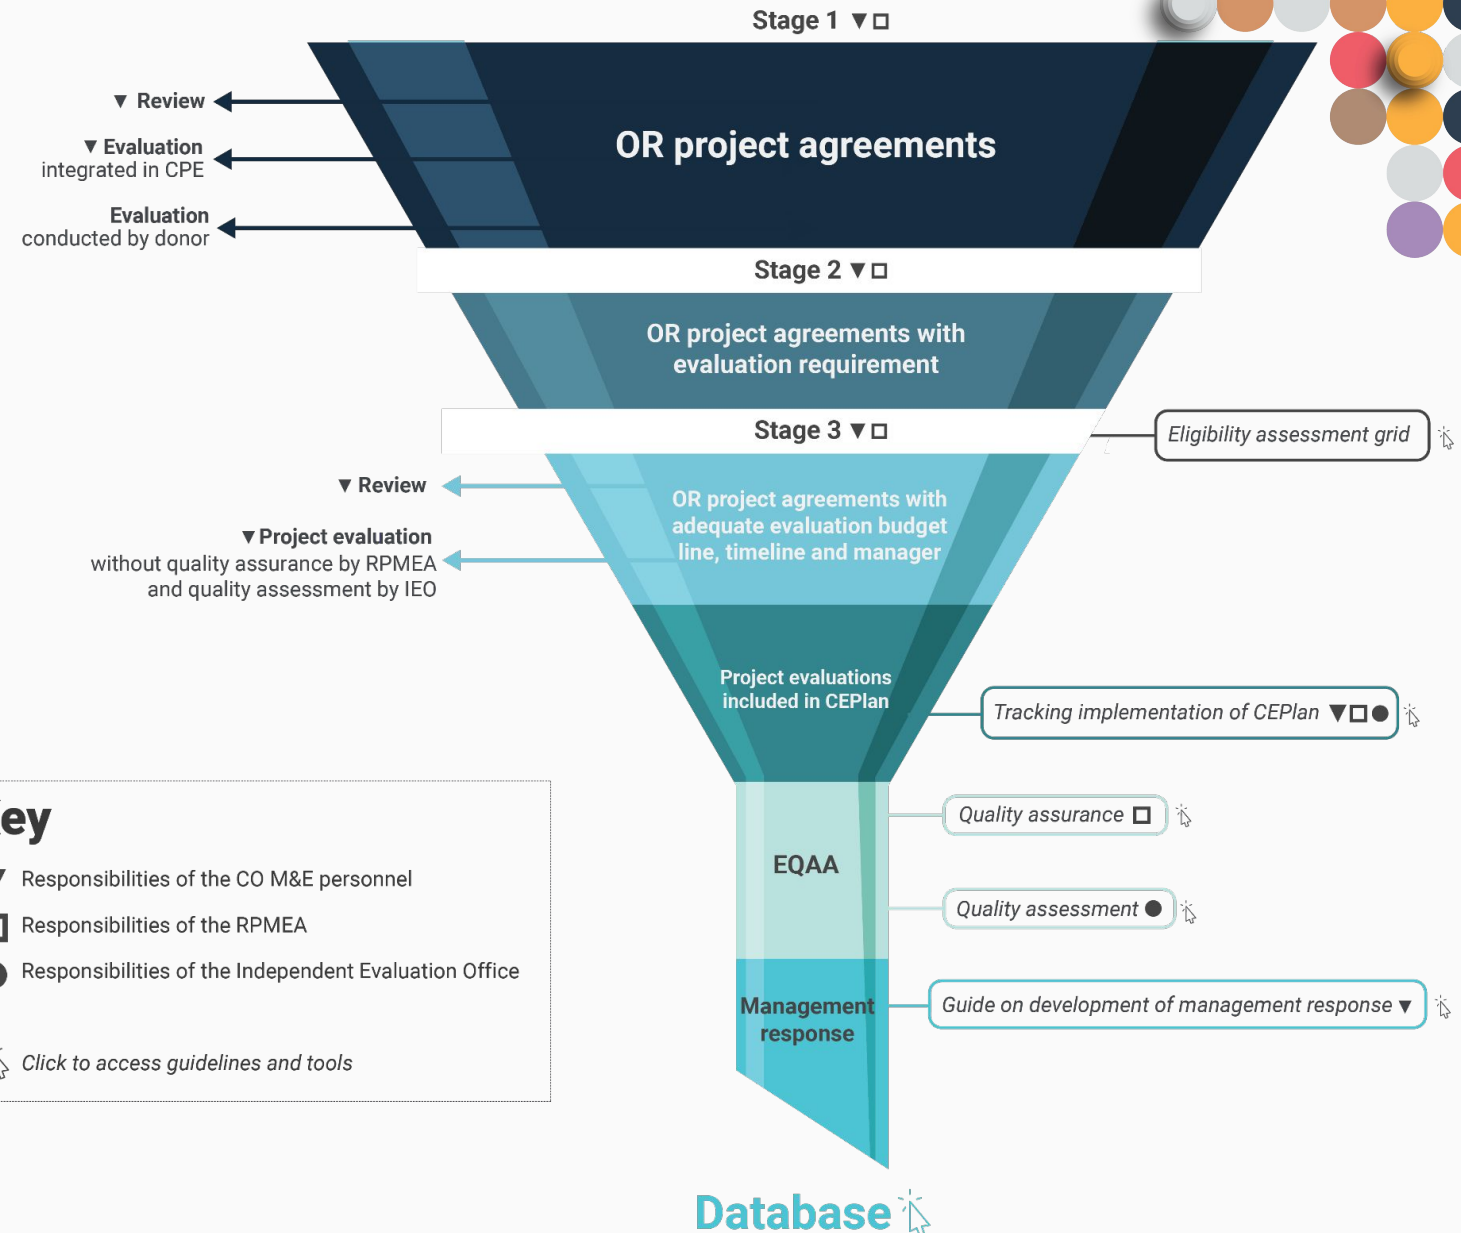 Stage 1 ▼□
▼ Review
▼ Evaluation
integrated in CPE
Evaluation
conducted by donor
OR project agreements
Stage 2 ▼□
OR project agreements with
evaluation requirement
Stage 3 ▼□
Eligibility assessment grid
▼ Review
▼ Project evaluation
without quality assurance by RPMEA
and quality assessment by IEO
OR project agreements with
adequate evaluation budget
line, timeline and manager
Project evaluations
included in CEPlan
Tracking implementation of CEPlan ▼□●
Quality assurance □
EQAA
Quality assessment ●
Management
response
Guide on development of management response ▼
ey
Responsibilities of the CO M&E personnel
Responsibilities of the RPMEA
Responsibilities of the Independent Evaluation Office
Click to access guidelines and tools
Database